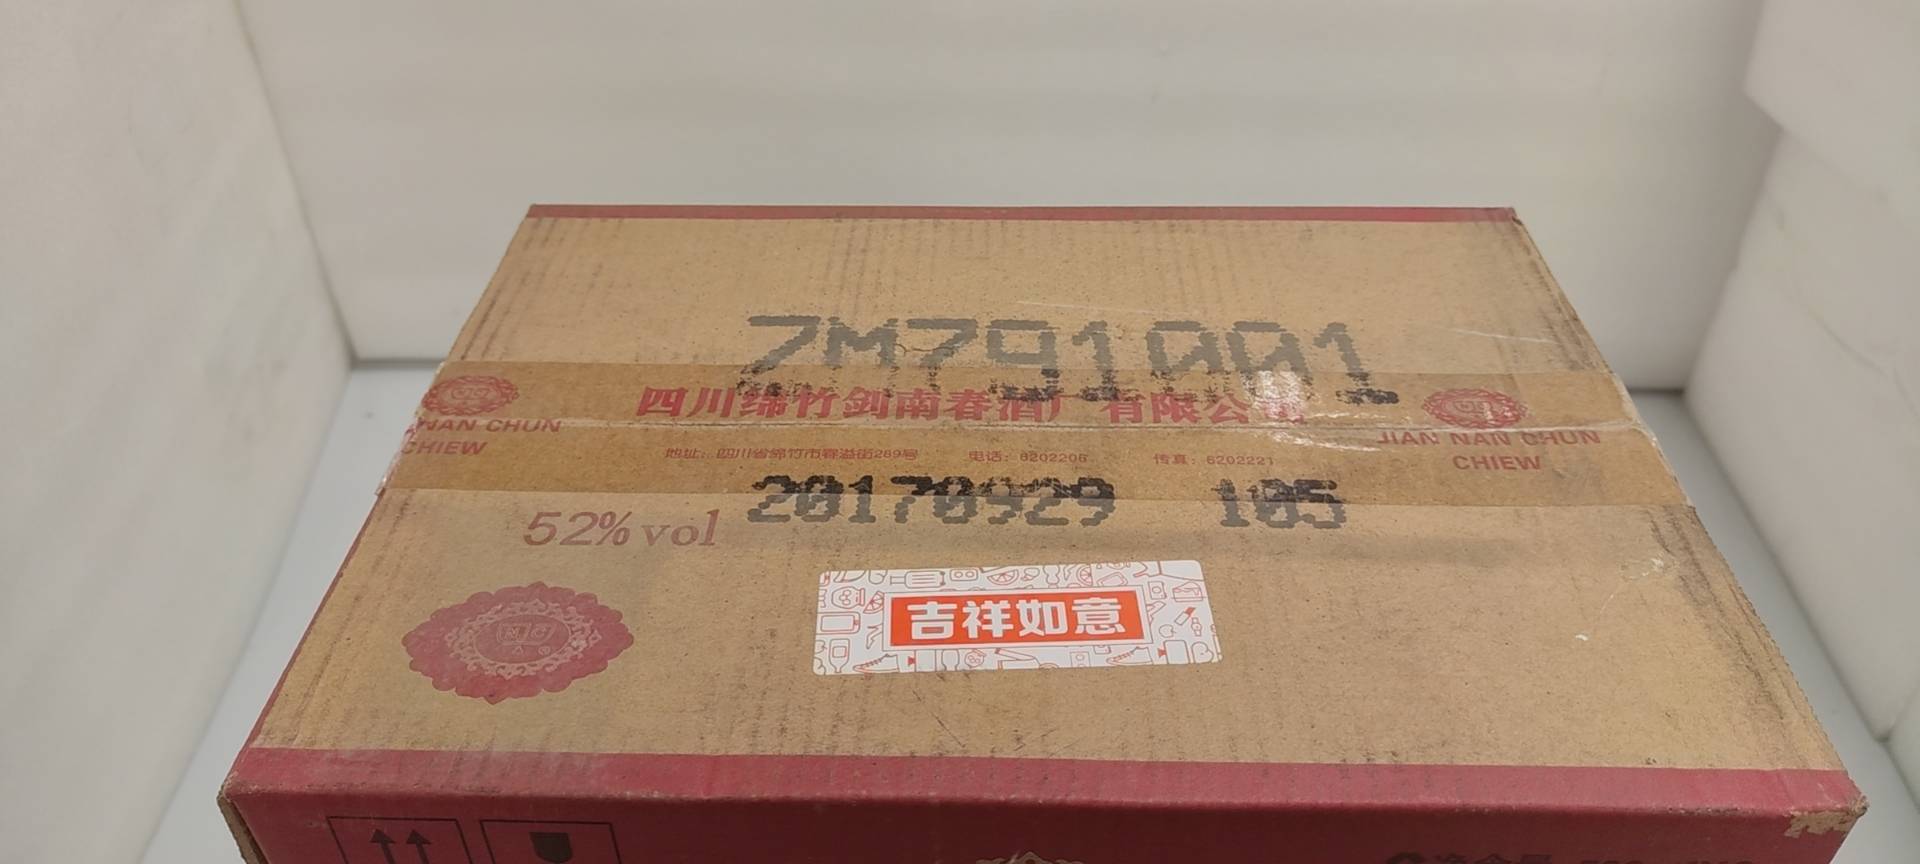 7M791001
四川绵竹剑南春酒厂有限公司
JIAN NAN CHUN
CHIEW
NAN CHUN
CHIEW
地址：四川省绵竹市春溢街289号 电话：6202206 传真：6202221
20170929 105
52%vol
吉祥如意